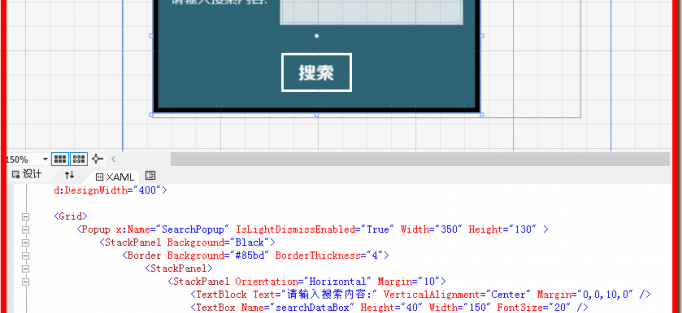 请输入搜索内容:
搜索
150%
设计 XAML
d:DesignWidth="400">
<Grid>
<Popup x:Name="SearchPopup" IsLightDismissEnabled="True" Width="350" Height="130" >
<StackPanel Background="Black">
<Border Background="#85bd" BorderThickness="4">
<StackPanel>
<StackPanel Orientation="Horizontal" Margin="10">
<TextBlock Text="请输入搜索内容:" VerticalAlignment="Center" Margin="0,0,10,0" />
<TextBox Name="searchDataBox" Height="40" Width="150" FontSize="20" />